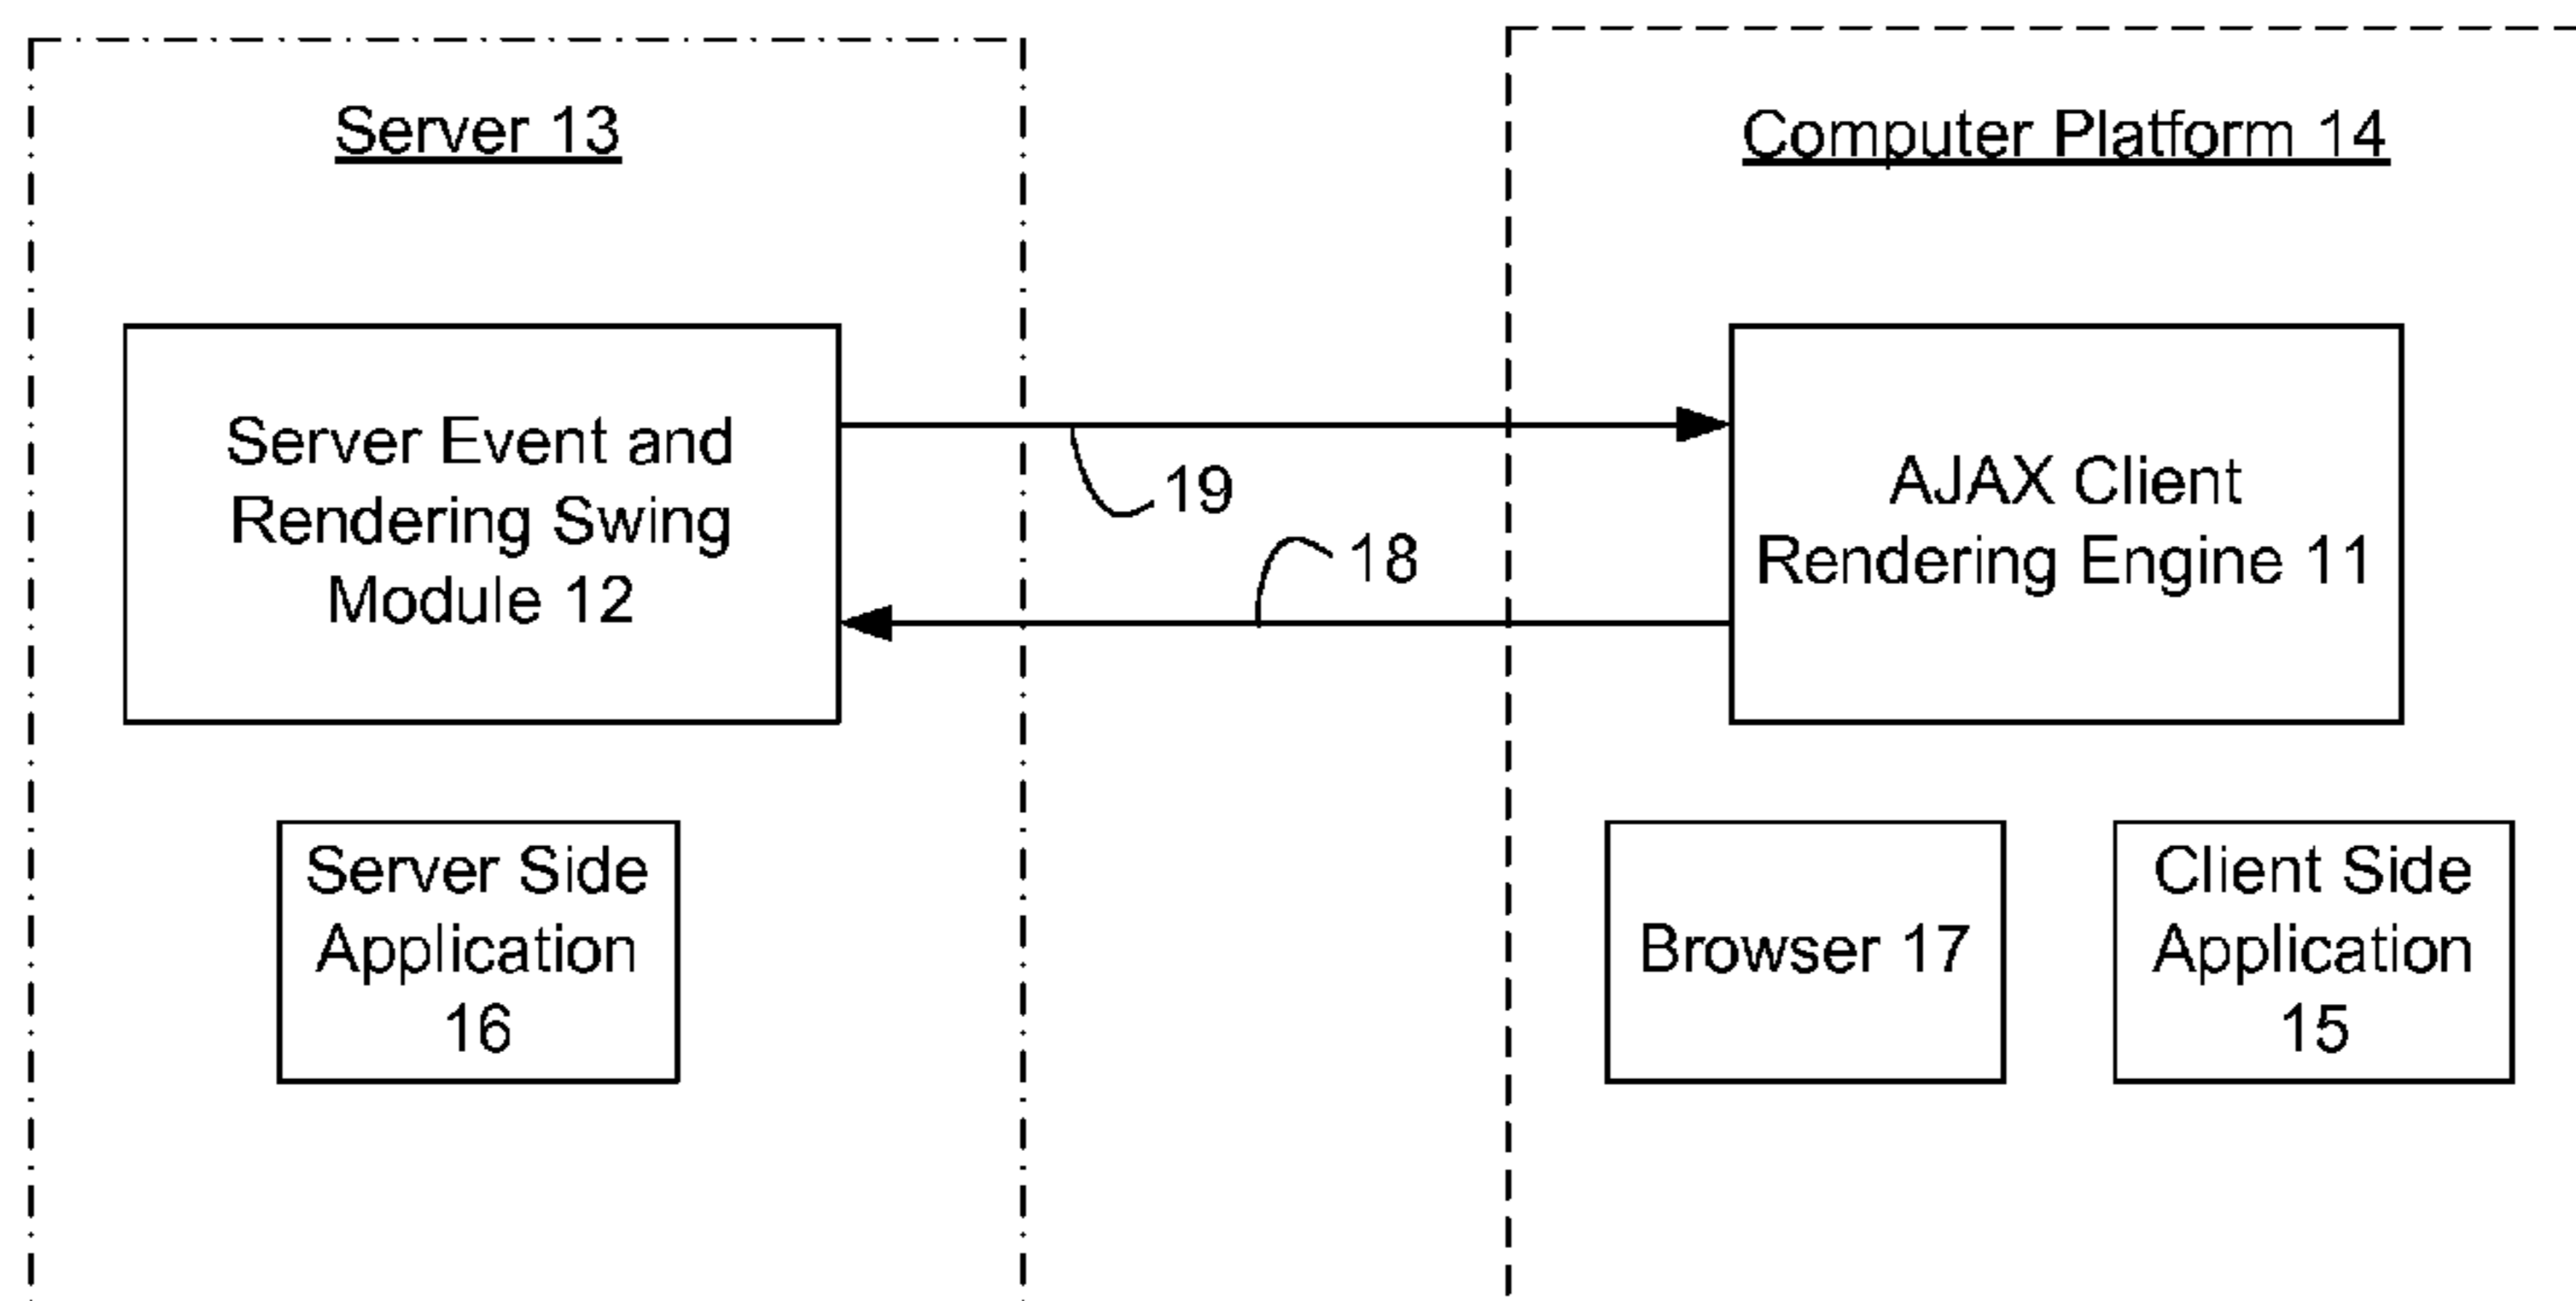 Server 13
Computer Platform 14
Server Event and
Rendering Swing
Module 12
19
18
AJAX Client
Rendering Engine 11
Server Side
Application
16
Browser 17
Client Side
Application
15